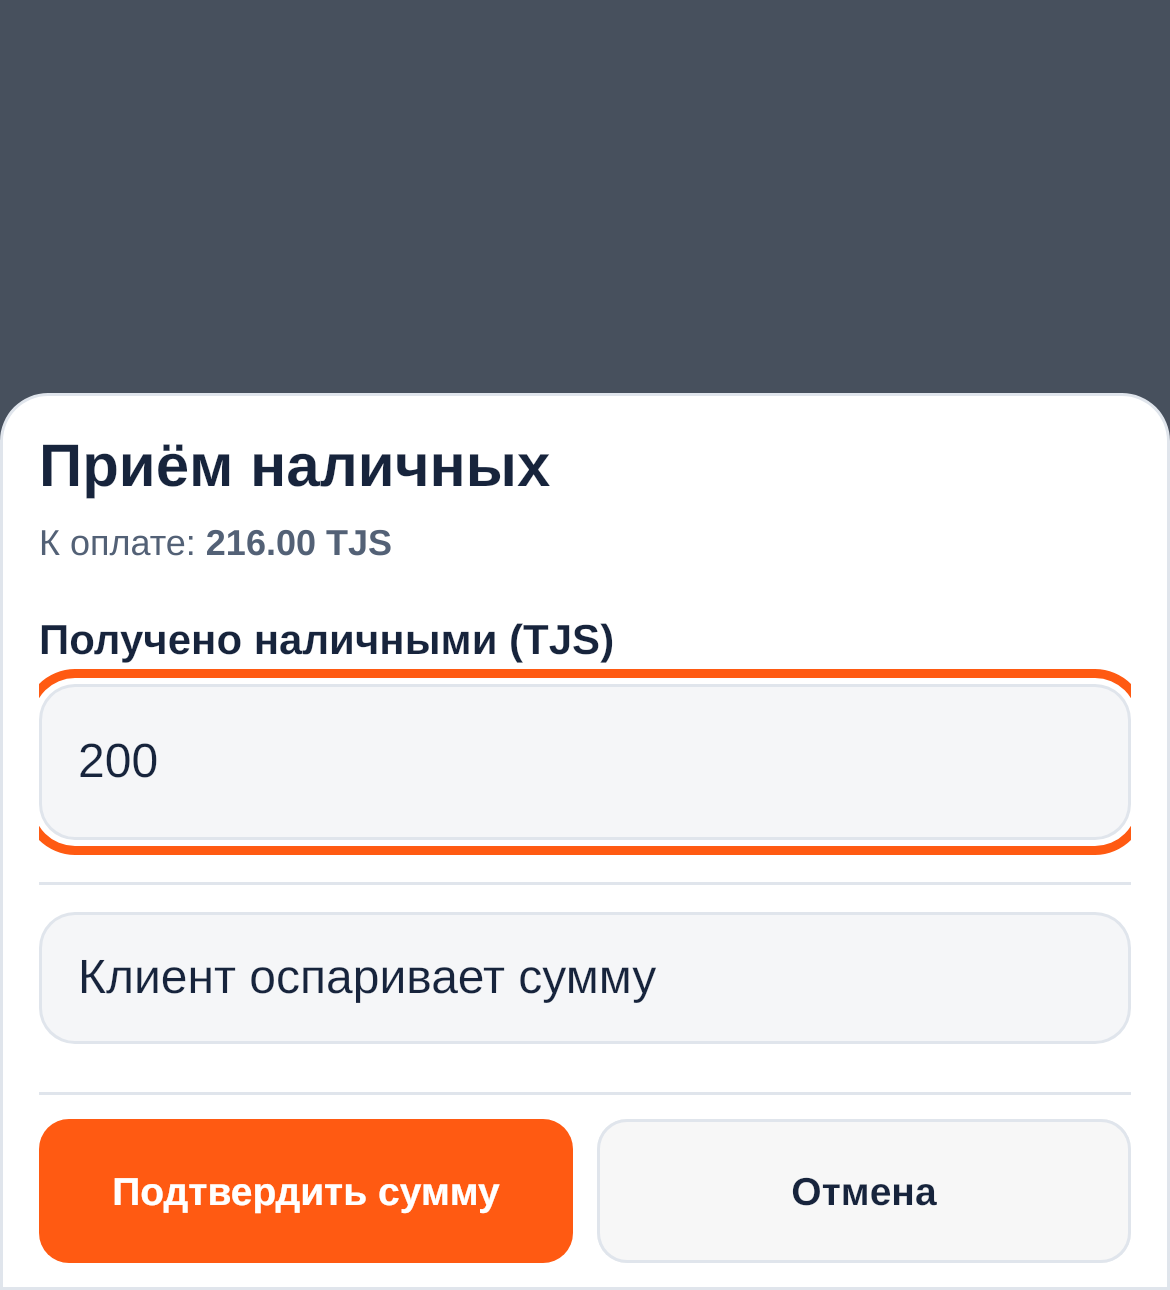 Приём наличных
К оплате: 216.00 TJS
Получено наличными (TJS)
200
Клиент оспаривает сумму
Подтвердить сумму
Отмена